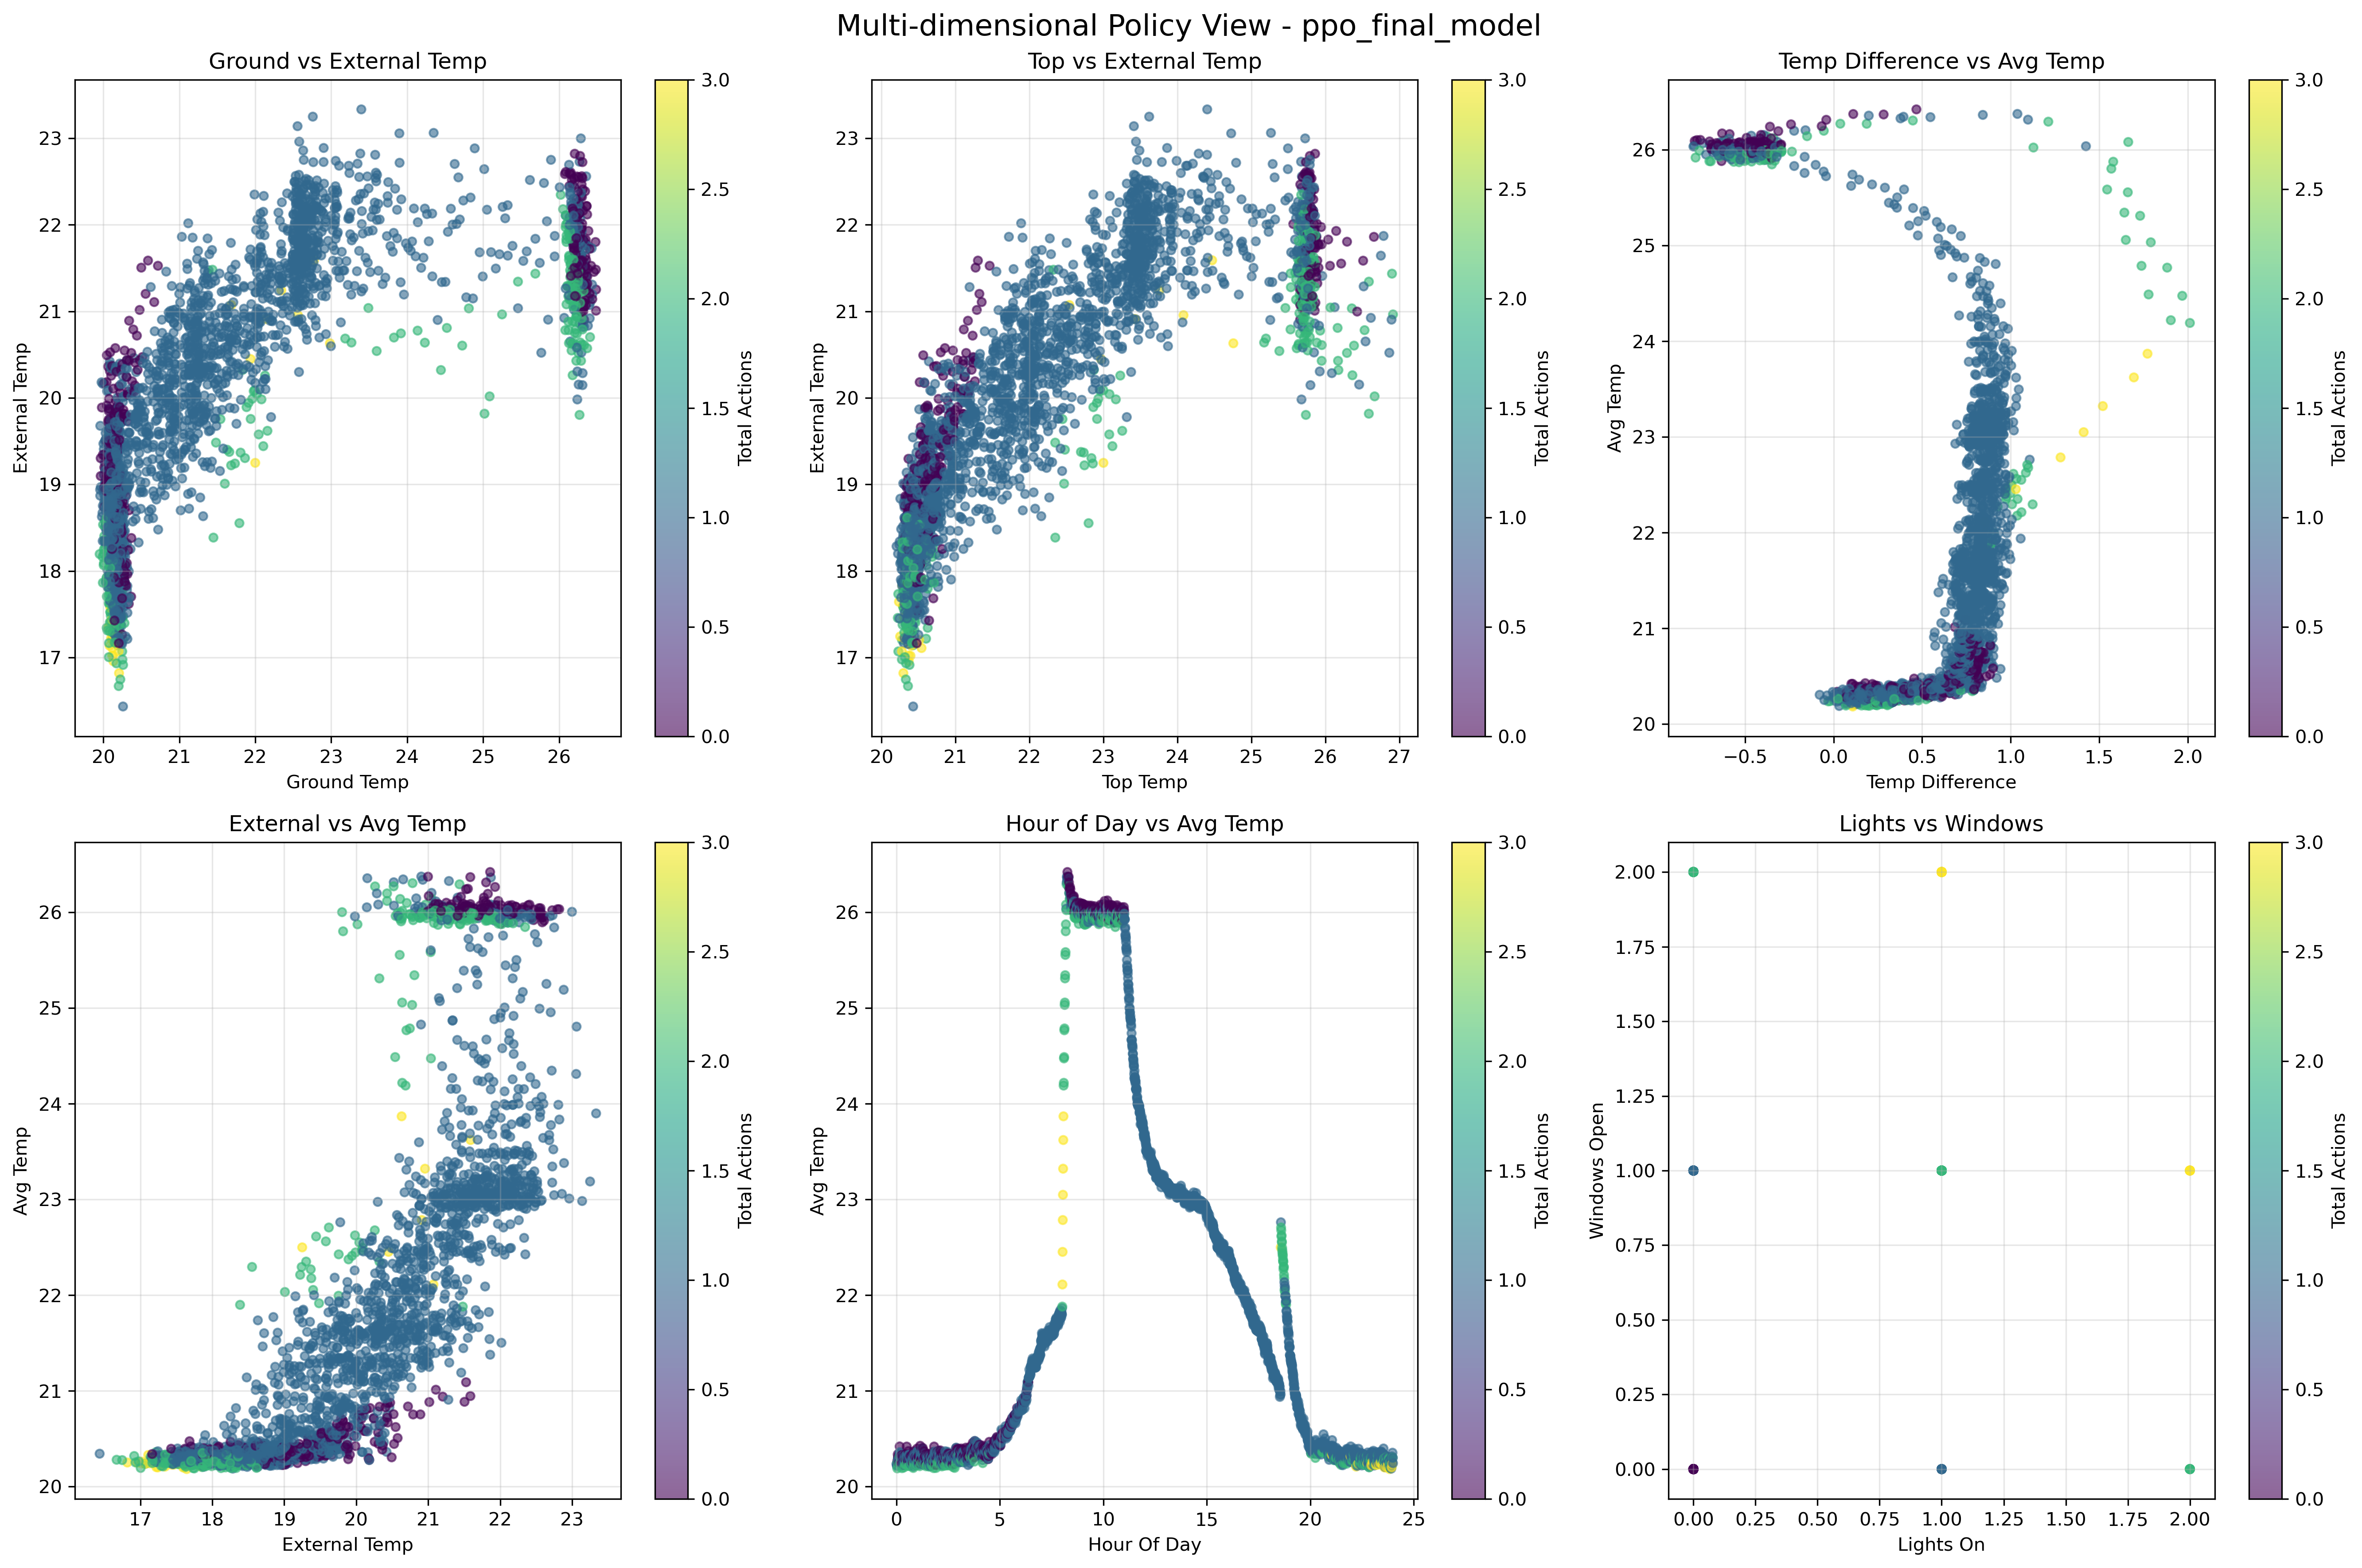 Multi-dimensional Policy View - ppo_final_model
Ground vs External Temp
External Temp
23
22
21
20
19
18
17
20 21 22 23 24 25 26
Ground Temp
3.0
2.5
2.0
1.5
1.0
0.5
0.0
Total Actions
Top vs External Temp
External Temp
23
22
21
20
19
18
17
20 21 22 23 24 25 26 27
Top Temp
3.0
2.5
2.0
1.5
1.0
0.5
0.0
Total Actions
Temp Difference vs Avg Temp
Avg Temp
26
25
24
23
22
21
20
−0.5 0.0 0.5 1.0 1.5 2.0
Temp Difference
3.0
2.5
2.0
1.5
1.0
0.5
0.0
Total Actions
External vs Avg Temp
Avg Temp
26
25
24
23
22
21
20
17 18 19 20 21 22 23
External Temp
3.0
2.5
2.0
1.5
1.0
0.5
0.0
Total Actions
Hour of Day vs Avg Temp
Avg Temp
26
25
24
23
22
21
20
0 5 10 15 20 25
Hour Of Day
3.0
2.5
2.0
1.5
1.0
0.5
0.0
Total Actions
Lights vs Windows
Windows Open
2.00
1.75
1.50
1.25
1.00
0.75
0.50
0.25
0.00
0.00 0.25 0.50 0.75 1.00 1.25 1.50 1.75 2.00
Lights On
3.0
2.5
2.0
1.5
1.0
0.5
0.0
Total Actions